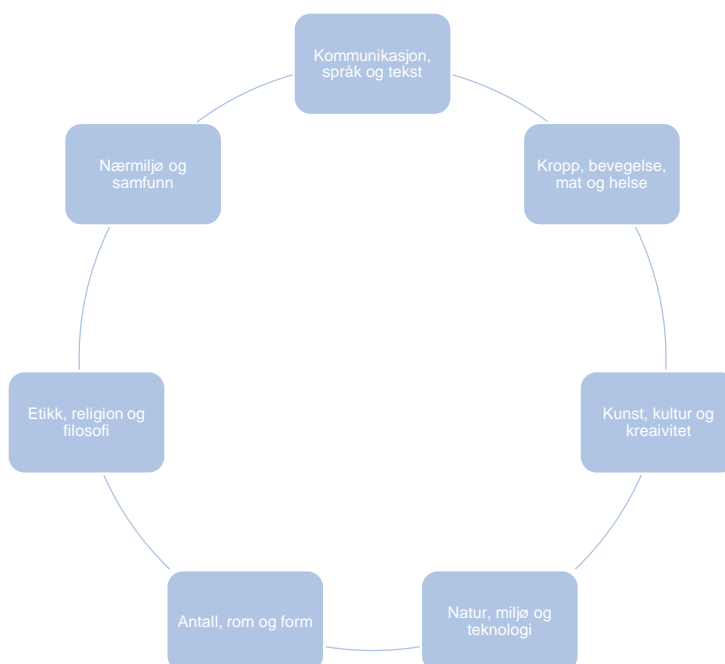 Kommunikasjon,
språk og tekst
Kropp, bevegelse,
mat og helse
Kunst, kultur og
kreaivitet
Natur, miljø og
teknologi
Antall, rom og form
Etikk, religion og
filosofi
Nærmiljø og
samfunn